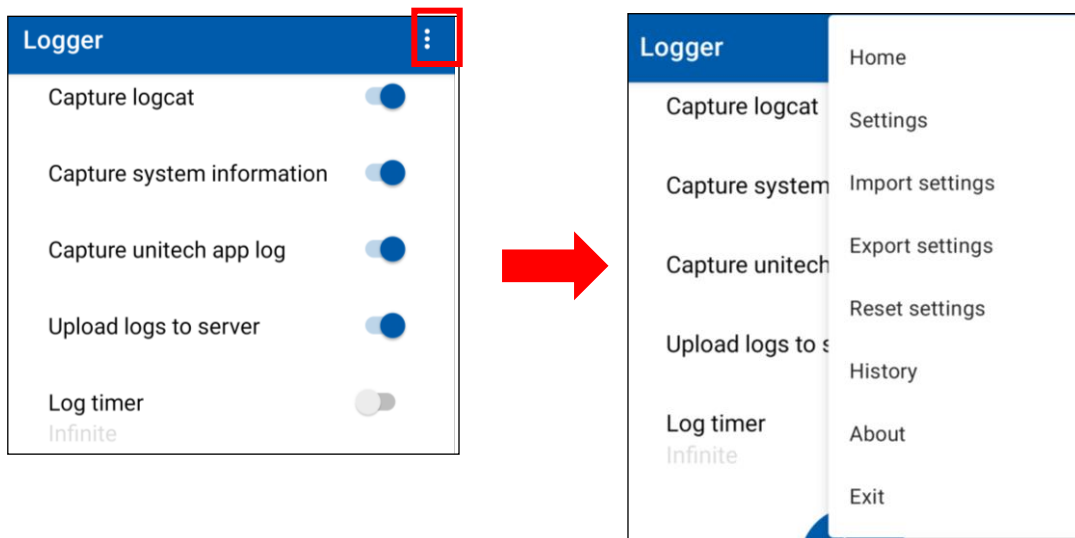 Logger
Capture logcat
Capture system information
Capture unitech app log
Upload logs to server
Log timer
Infinite
Logger
Capture logcat
Capture system
Capture unitech
Upload logs to s
Log timer
Infinite
Home
Settings
Import settings
Export settings
Reset settings
History
About
Exit